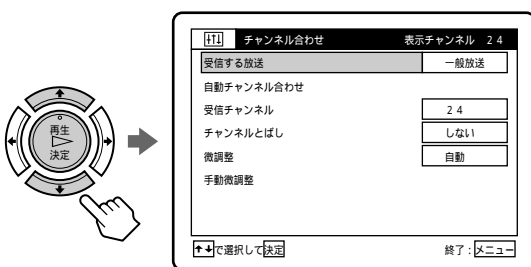 チャンネル合わせ 表示チャンネル 24
受信する放送 一般放送
自動チャンネル合わせ
受信チャンネル 24
チャンネルとばし しない
微調整 自動
手動微調整
で選択して決定 終了:メニュー
再生
決定